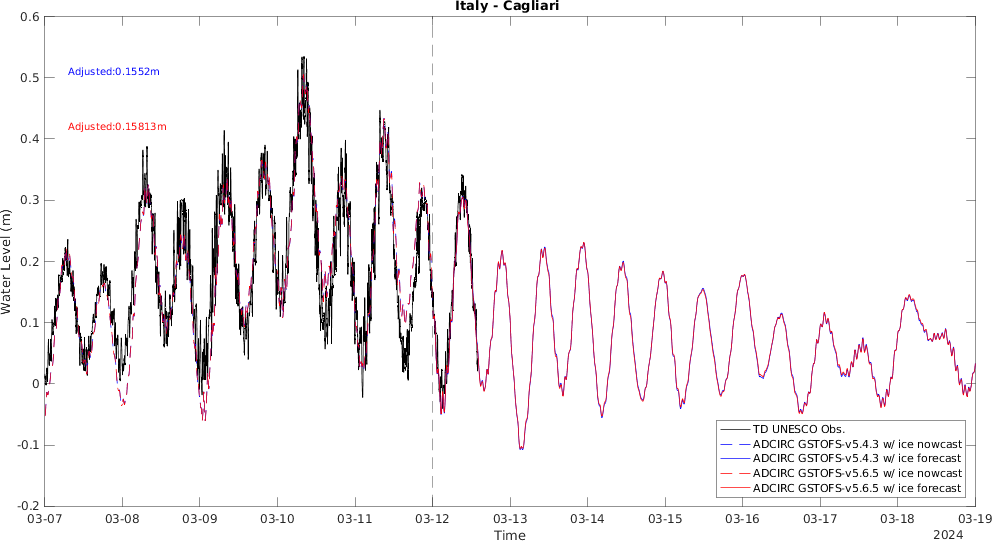 Italy - Cagliari
0.6
0.5
0.4
0.3
0.2
0.1
0
-0.1
-0.2
Water Level (m)
Adjusted:0.1552m
Adjusted:0.15813m
TD UNESCO Obs.
ADCIRC GSTOFS-v5.4.3 w/ ice nowcast
ADCIRC GSTOFS-v5.4.3 w/ ice forecast
ADCIRC GSTOFS-v5.6.5 w/ ice nowcast
ADCIRC GSTOFS-v5.6.5 w/ ice forecast
03-07 03-08 03-09 03-10 03-11 03-12 03-13 03-14 03-15 03-16 03-17 03-18 03-19
Time
2024